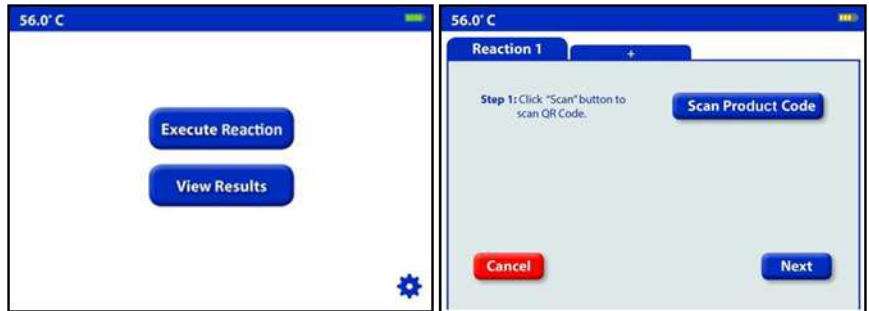 56.0° C
Execute Reaction
View Results
56.0° C
Reaction 1
+
Step 1: Click "Scan" button to
scan QR Code.
Scan Product Code
Cancel
Next